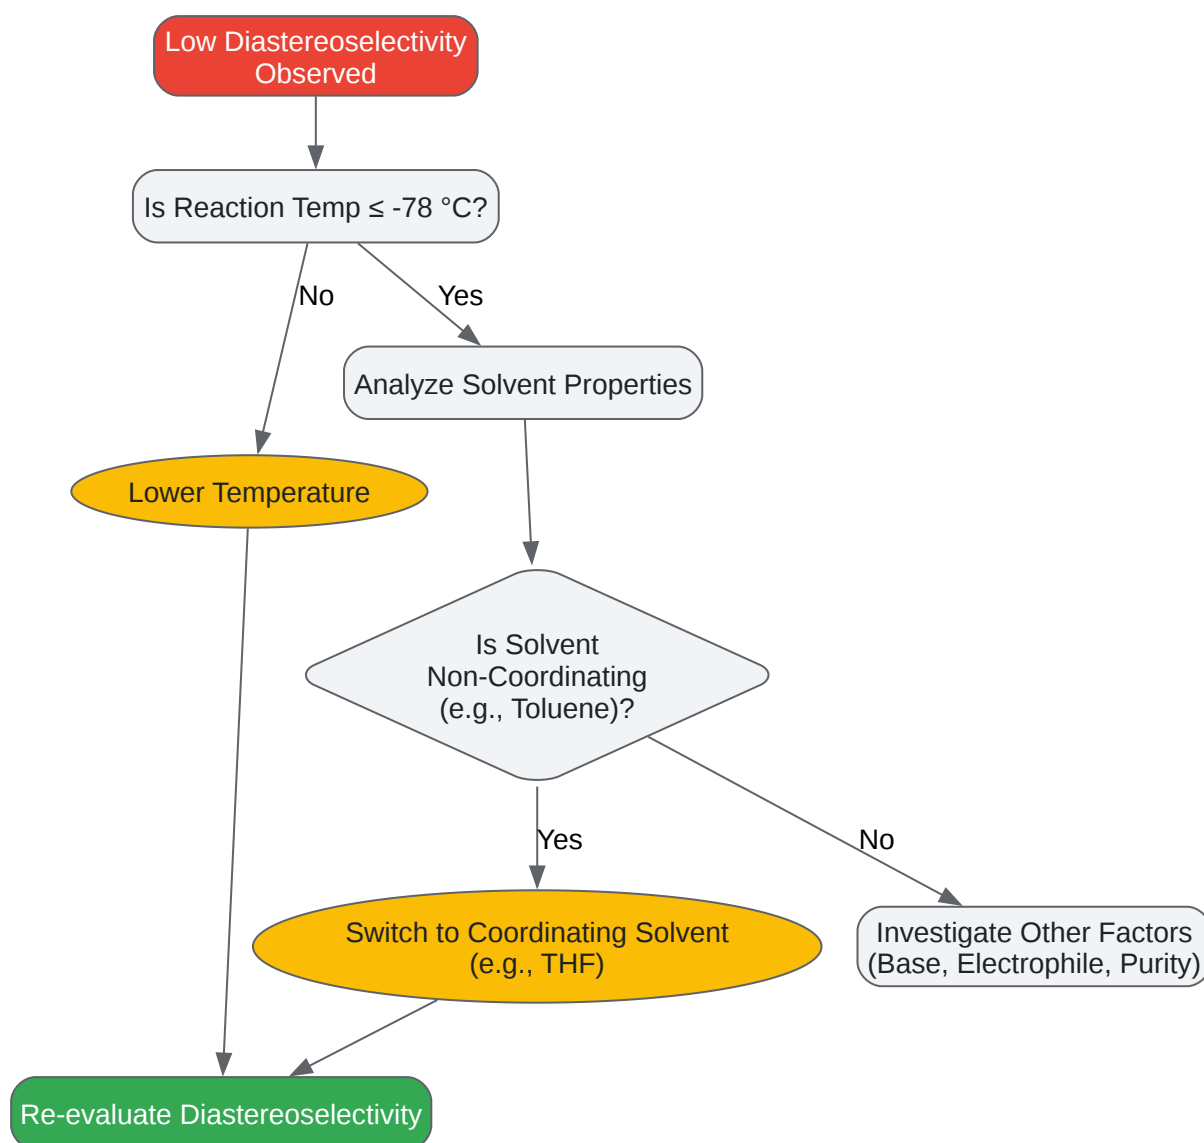 Low Diastereoselectivity
Observed
Is Reaction Temp ≤ -78 °C?
No
Yes
Analyze Solvent Properties
Lower Temperature
Is Solvent
Non-Coordinating
(e.g., Toluene)?
Yes
No
Switch to Coordinating Solvent
(e.g., THF)
Investigate Other Factors
(Base, Electrophile, Purity)
Re-evaluate Diastereoselectivity